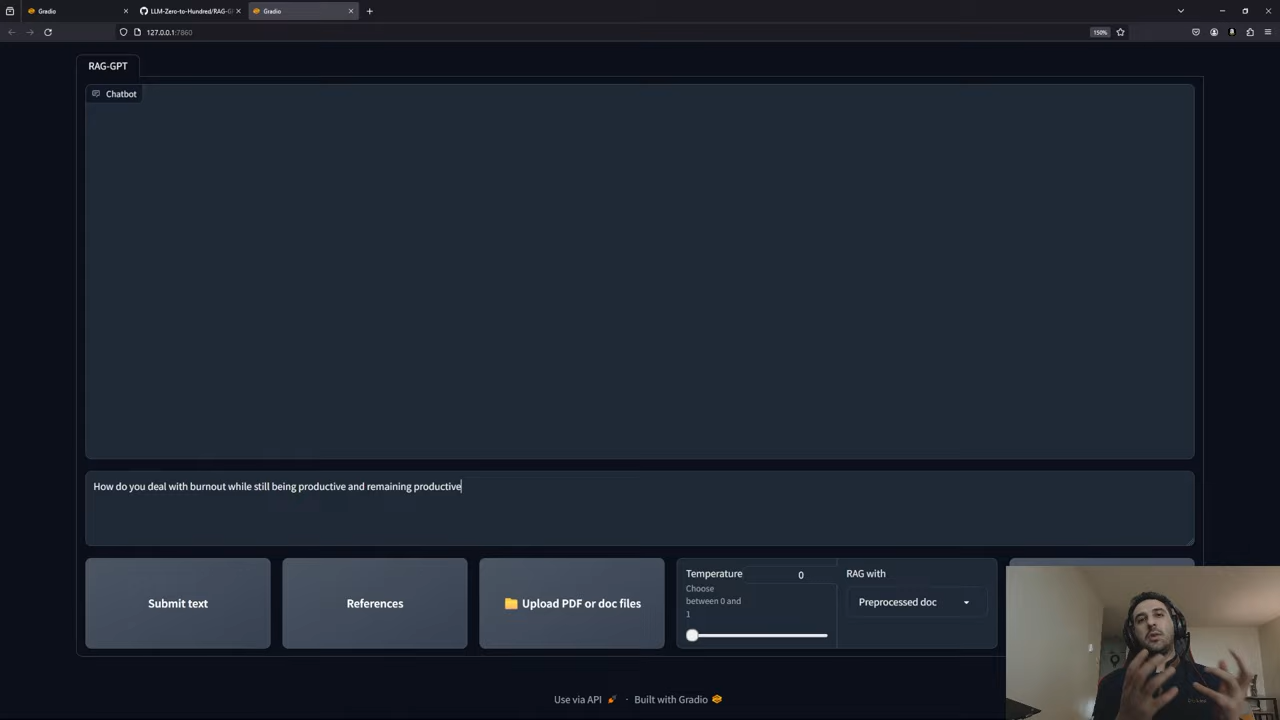 Gradio
LLM-Zero-to-Hundred/RAG-G
Gradio
127.0.0.1:7860
150%
RAG-GPT
Chatbot
How do you deal with burnout while still being productive and remaining productive
Submit text
References
Upload PDF or doc files
Temperature
0
Choose
between 0 and
1
RAG with
Preprocessed doc
Use via API
·
Built with Gradio